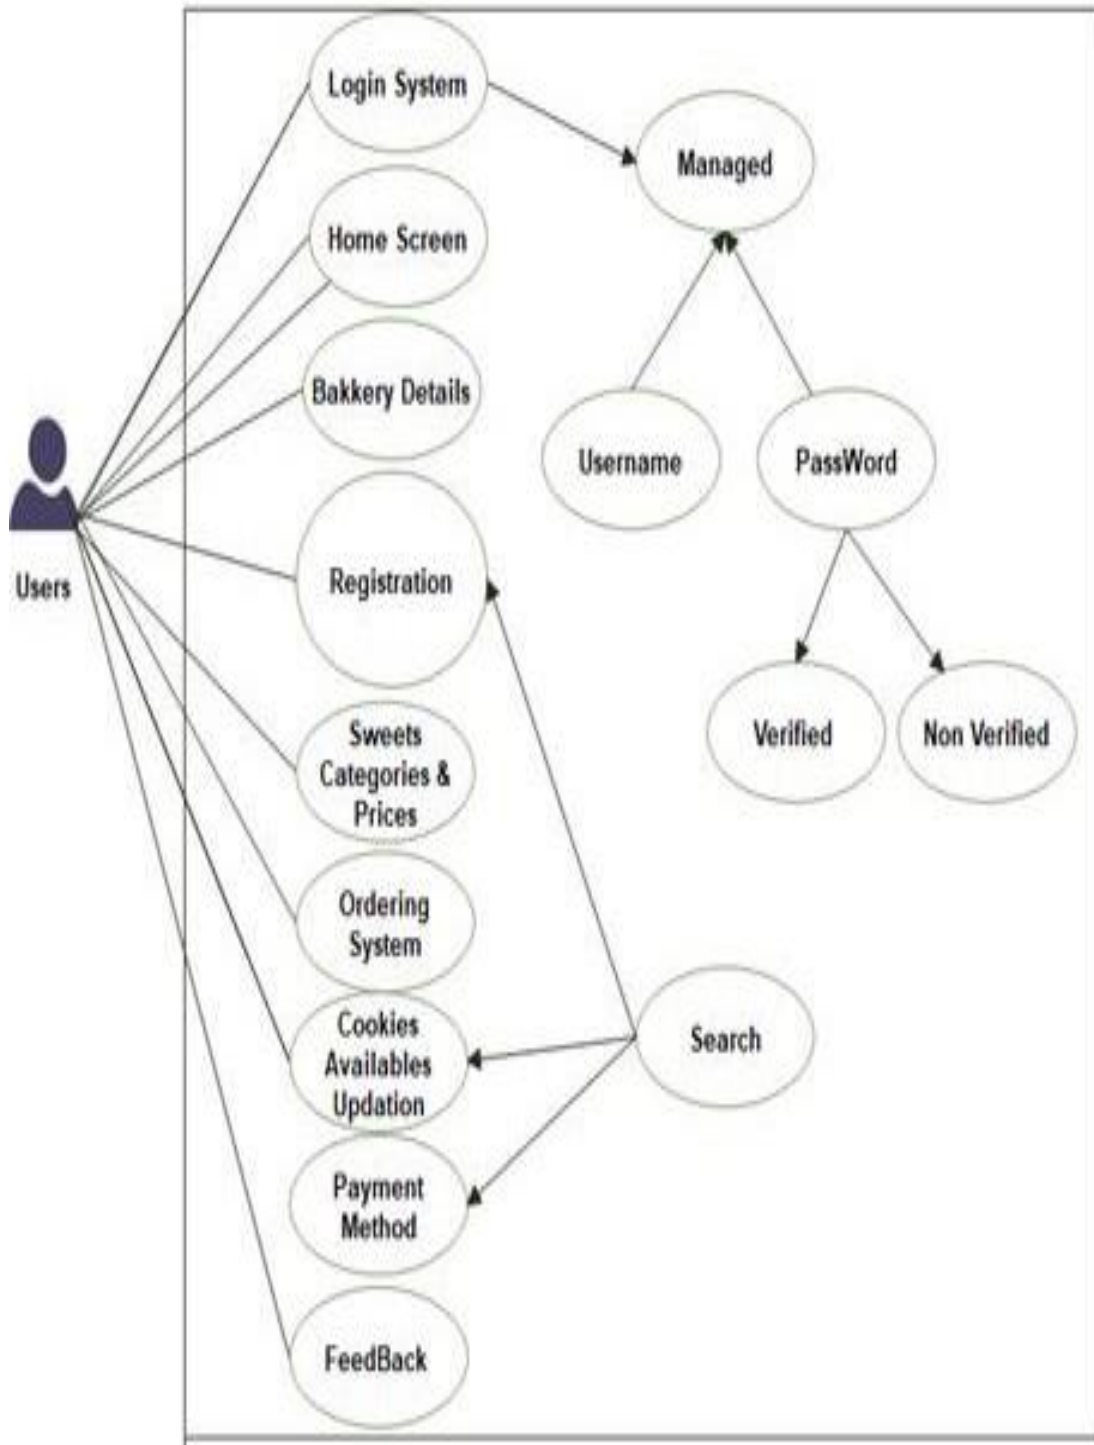 Login System
Managed
Home Screen
Bakkery Details
Username
PassWord
Users
Registration
Verified
Non Verified
Sweets
Categories &
Prices
Ordering
System
Cookies
Availables
Updation
Search
Payment
Method
FeedBack